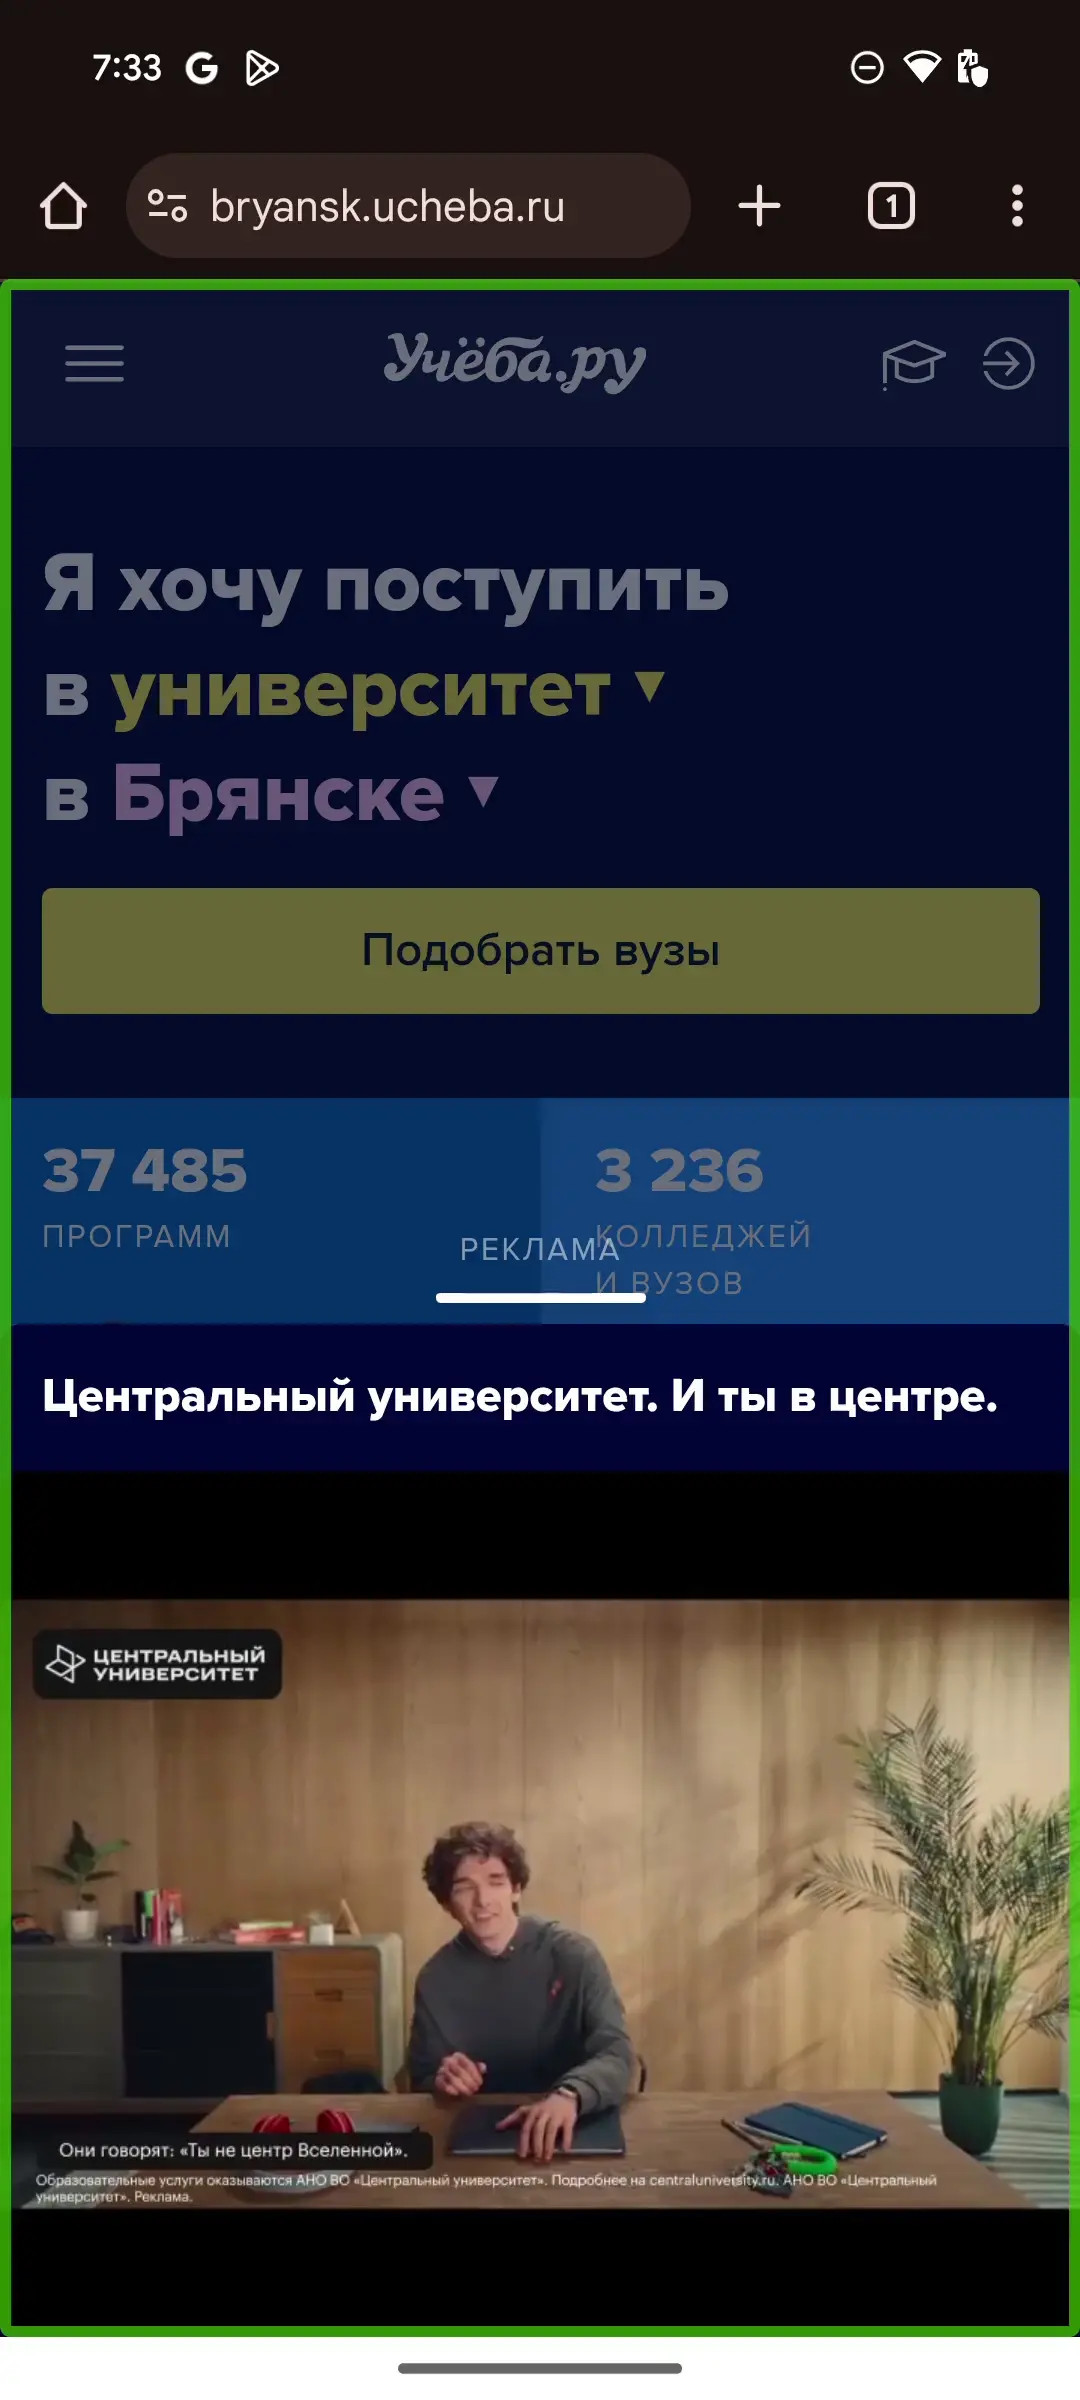 7:33
bryansk.ucheba.ru
1
Учёба.ру
Я хочу поступить
в университет ▼
в Брянске ▼
Подобрать вузы
37 485
ПРОГРАММ
3 236
КОЛЛЕДЖЕЙ
И ВУЗОВ
РЕКЛАМА
Центральный университет. И ты в центре.
ЦЕНТРАЛЬНЫЙ
УНИВЕРСИТЕТ
Они говорят: «Ты не центр Вселенной».
Образовательные услуги оказываются АНО ВО «Центральный университет». Подробнее на centraluniversity.ru. АНО ВО «Центральный
университет». Реклама.